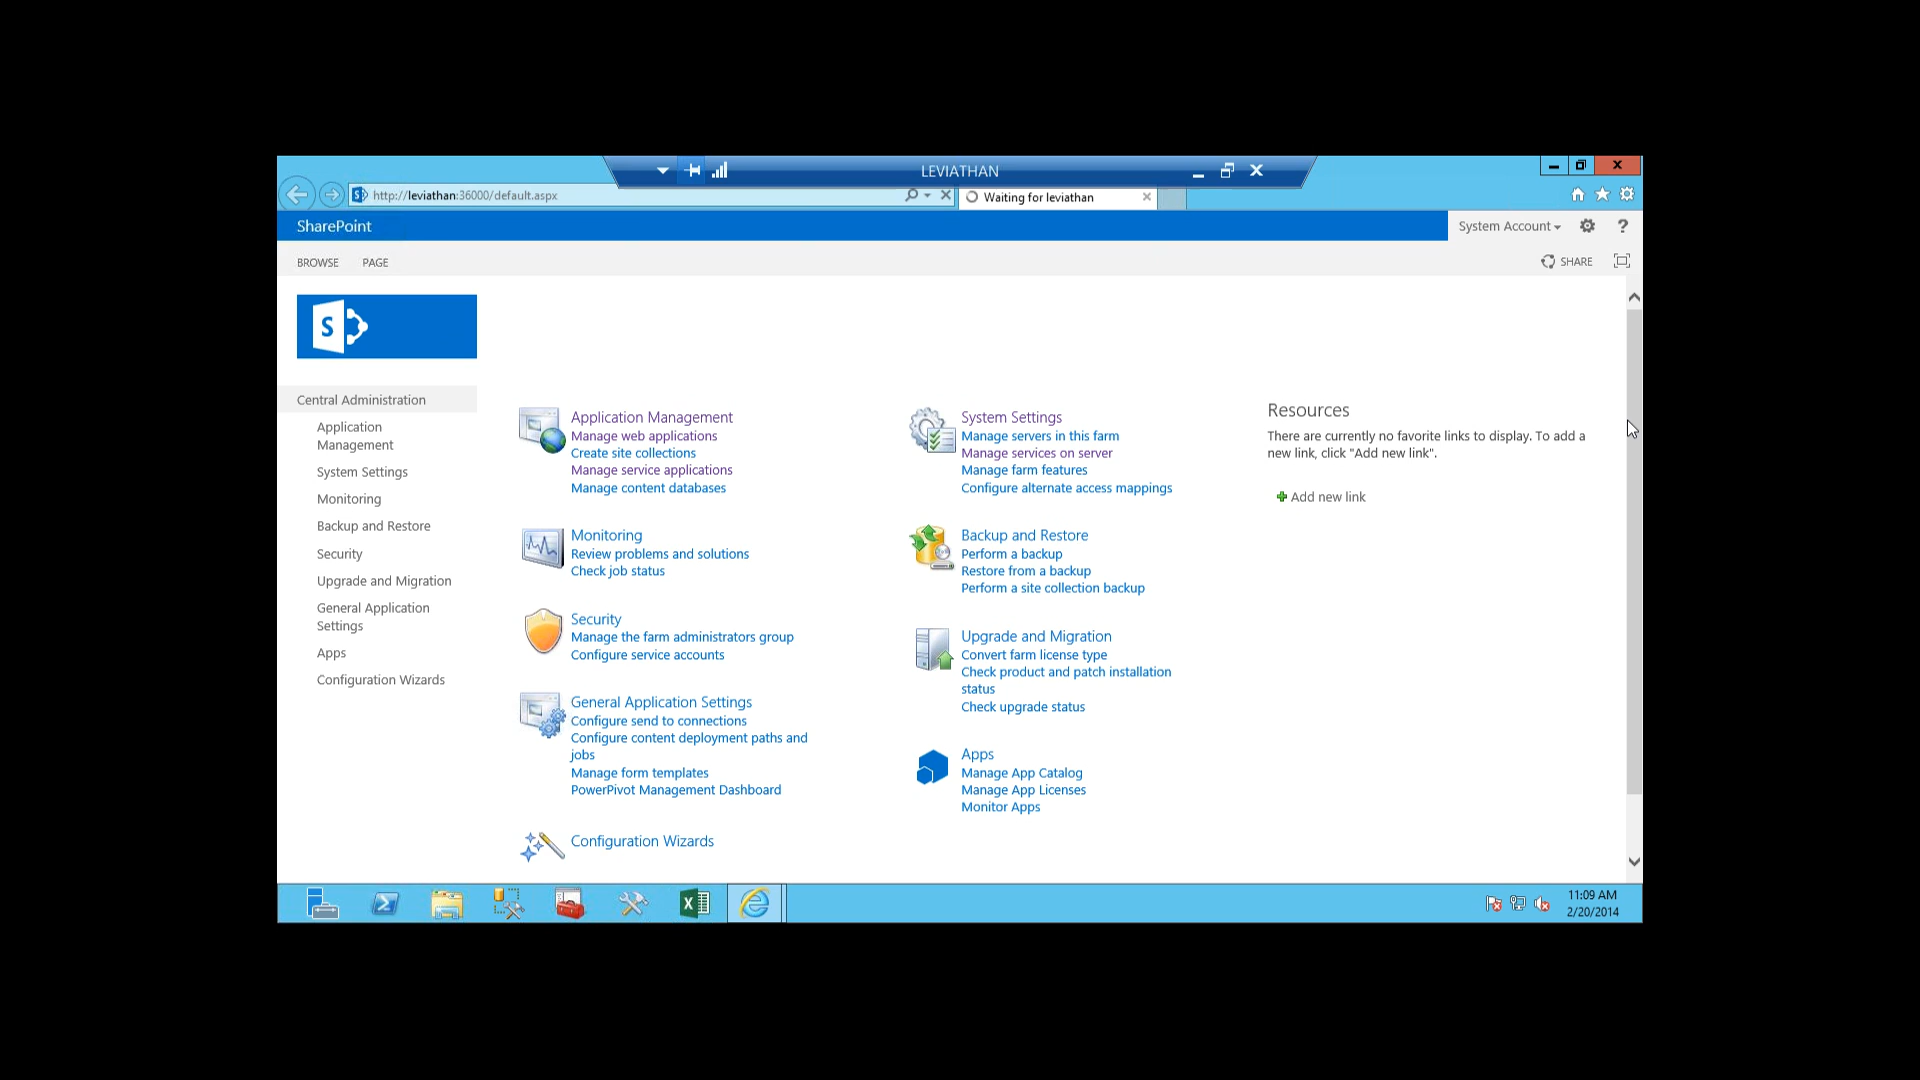 LEVIATHAN
http://leviathan:36000/default.aspx
Waiting for leviathan
SharePoint
System Account
?
BROWSE PAGE
SHARE
S
Central Administration
Application
Management
System Settings
Monitoring
Backup and Restore
Security
Upgrade and Migration
General Application
Settings
Apps
Configuration Wizards
Application Management
Manage web applications
Create site collections
Manage service applications
Manage content databases
Monitoring
Review problems and solutions
Check job status
Security
Manage the farm administrators group
Configure service accounts
General Application Settings
Configure send to connections
Configure content deployment paths and
jobs
Manage form templates
PowerPivot Management Dashboard
Configuration Wizards
System Settings
Manage servers in this farm
Manage services on server
Manage farm features
Configure alternate access mappings
Backup and Restore
Perform a backup
Restore from a backup
Perform a site collection backup
Upgrade and Migration
Convert farm license type
Check product and patch installation
status
Check upgrade status
Apps
Manage App Catalog
Manage App Licenses
Monitor Apps
Resources
There are currently no favorite links to display. To add a
new link, click "Add new link".
Add new link
11:09 AM
2/20/2014